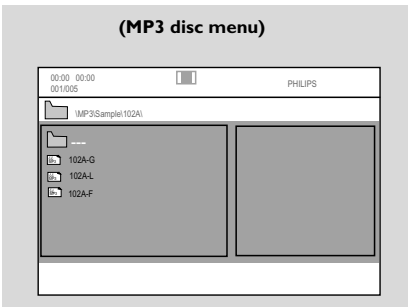 (MP3 disc menu)
00:00 00:00
001/005
PHILIPS
\MP3\Sample\102A\
---
102A-G
102A-L
102A-F